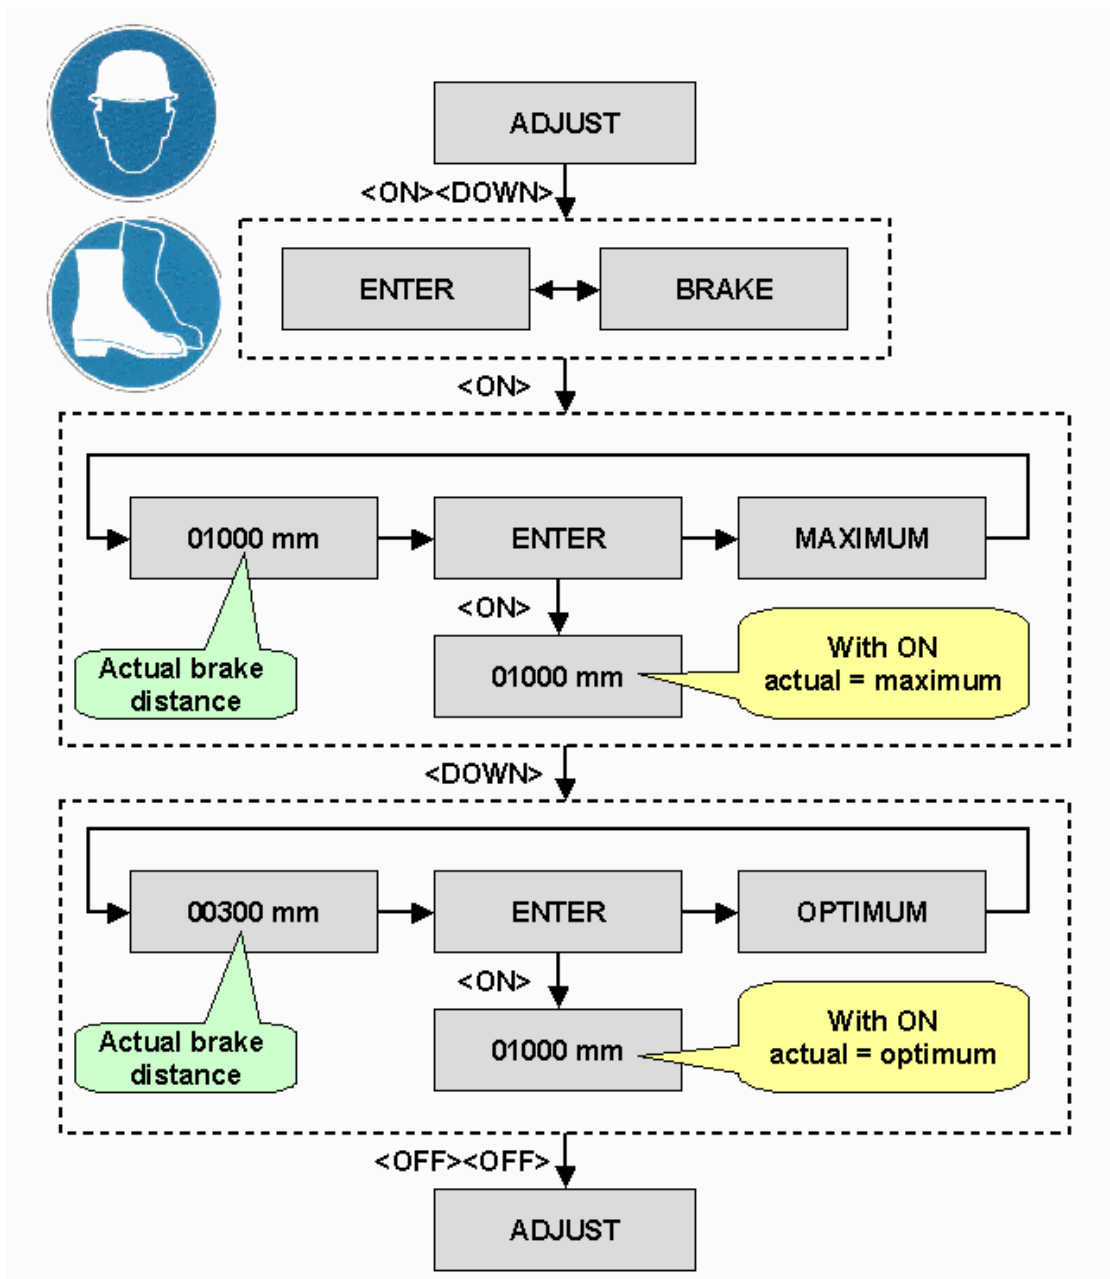 ADJUST
<ON><DOWN>
ENTER
BRAKE
<ON>
01000 mm
ENTER
MAXIMUM
<ON>
01000 mm
Actual brake
distance
With ON
actual = maximum
<DOWN>
00300 mm
ENTER
OPTIMUM
<ON>
01000 mm
Actual brake
distance
With ON
actual = optimum
<OFF><OFF>
ADJUST